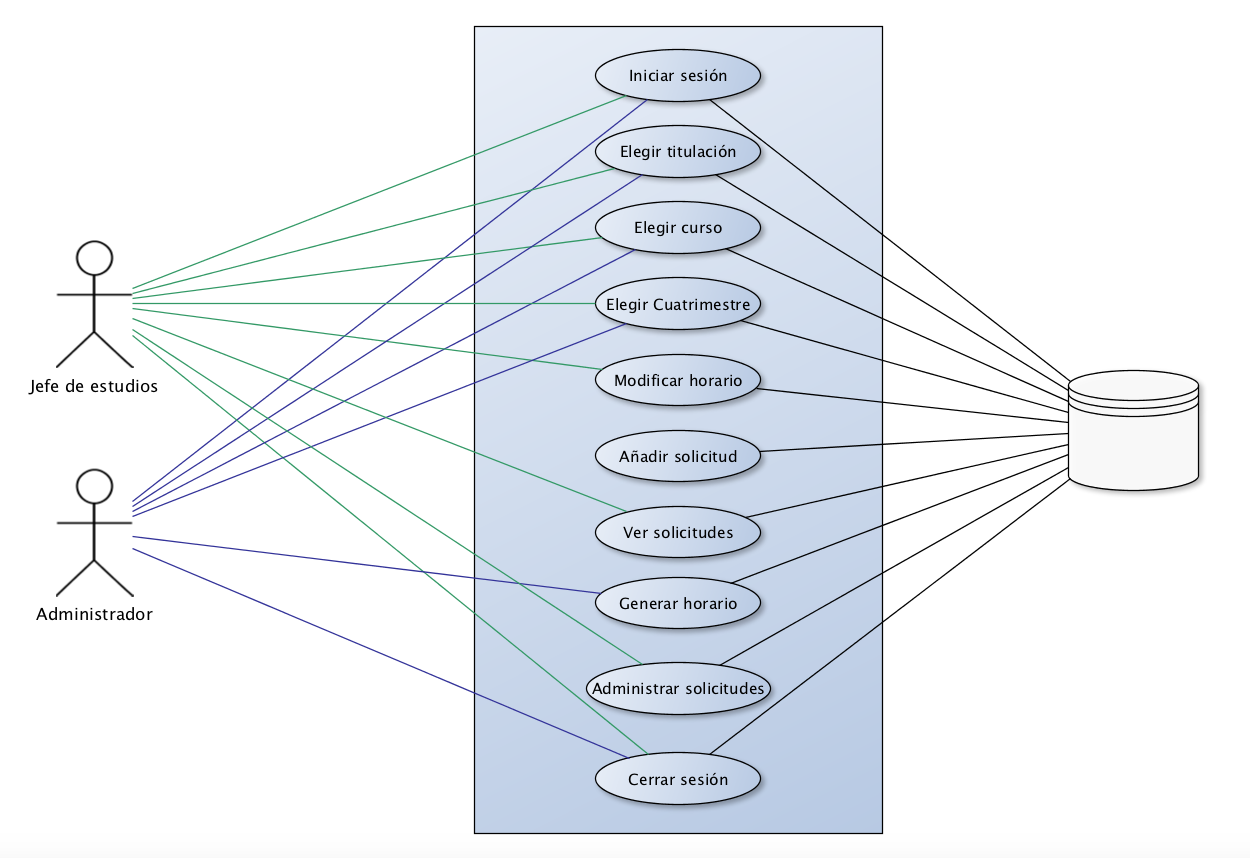 Iniciar sesión
Elegir titulación
Elegir curso
Elegir Cuatrimestre
Modificar horario
Jefe de estudios
Añadir solicitud
Ver solicitudes
Generar horario
Administrador
Administrar solicitudes
Cerrar sesión